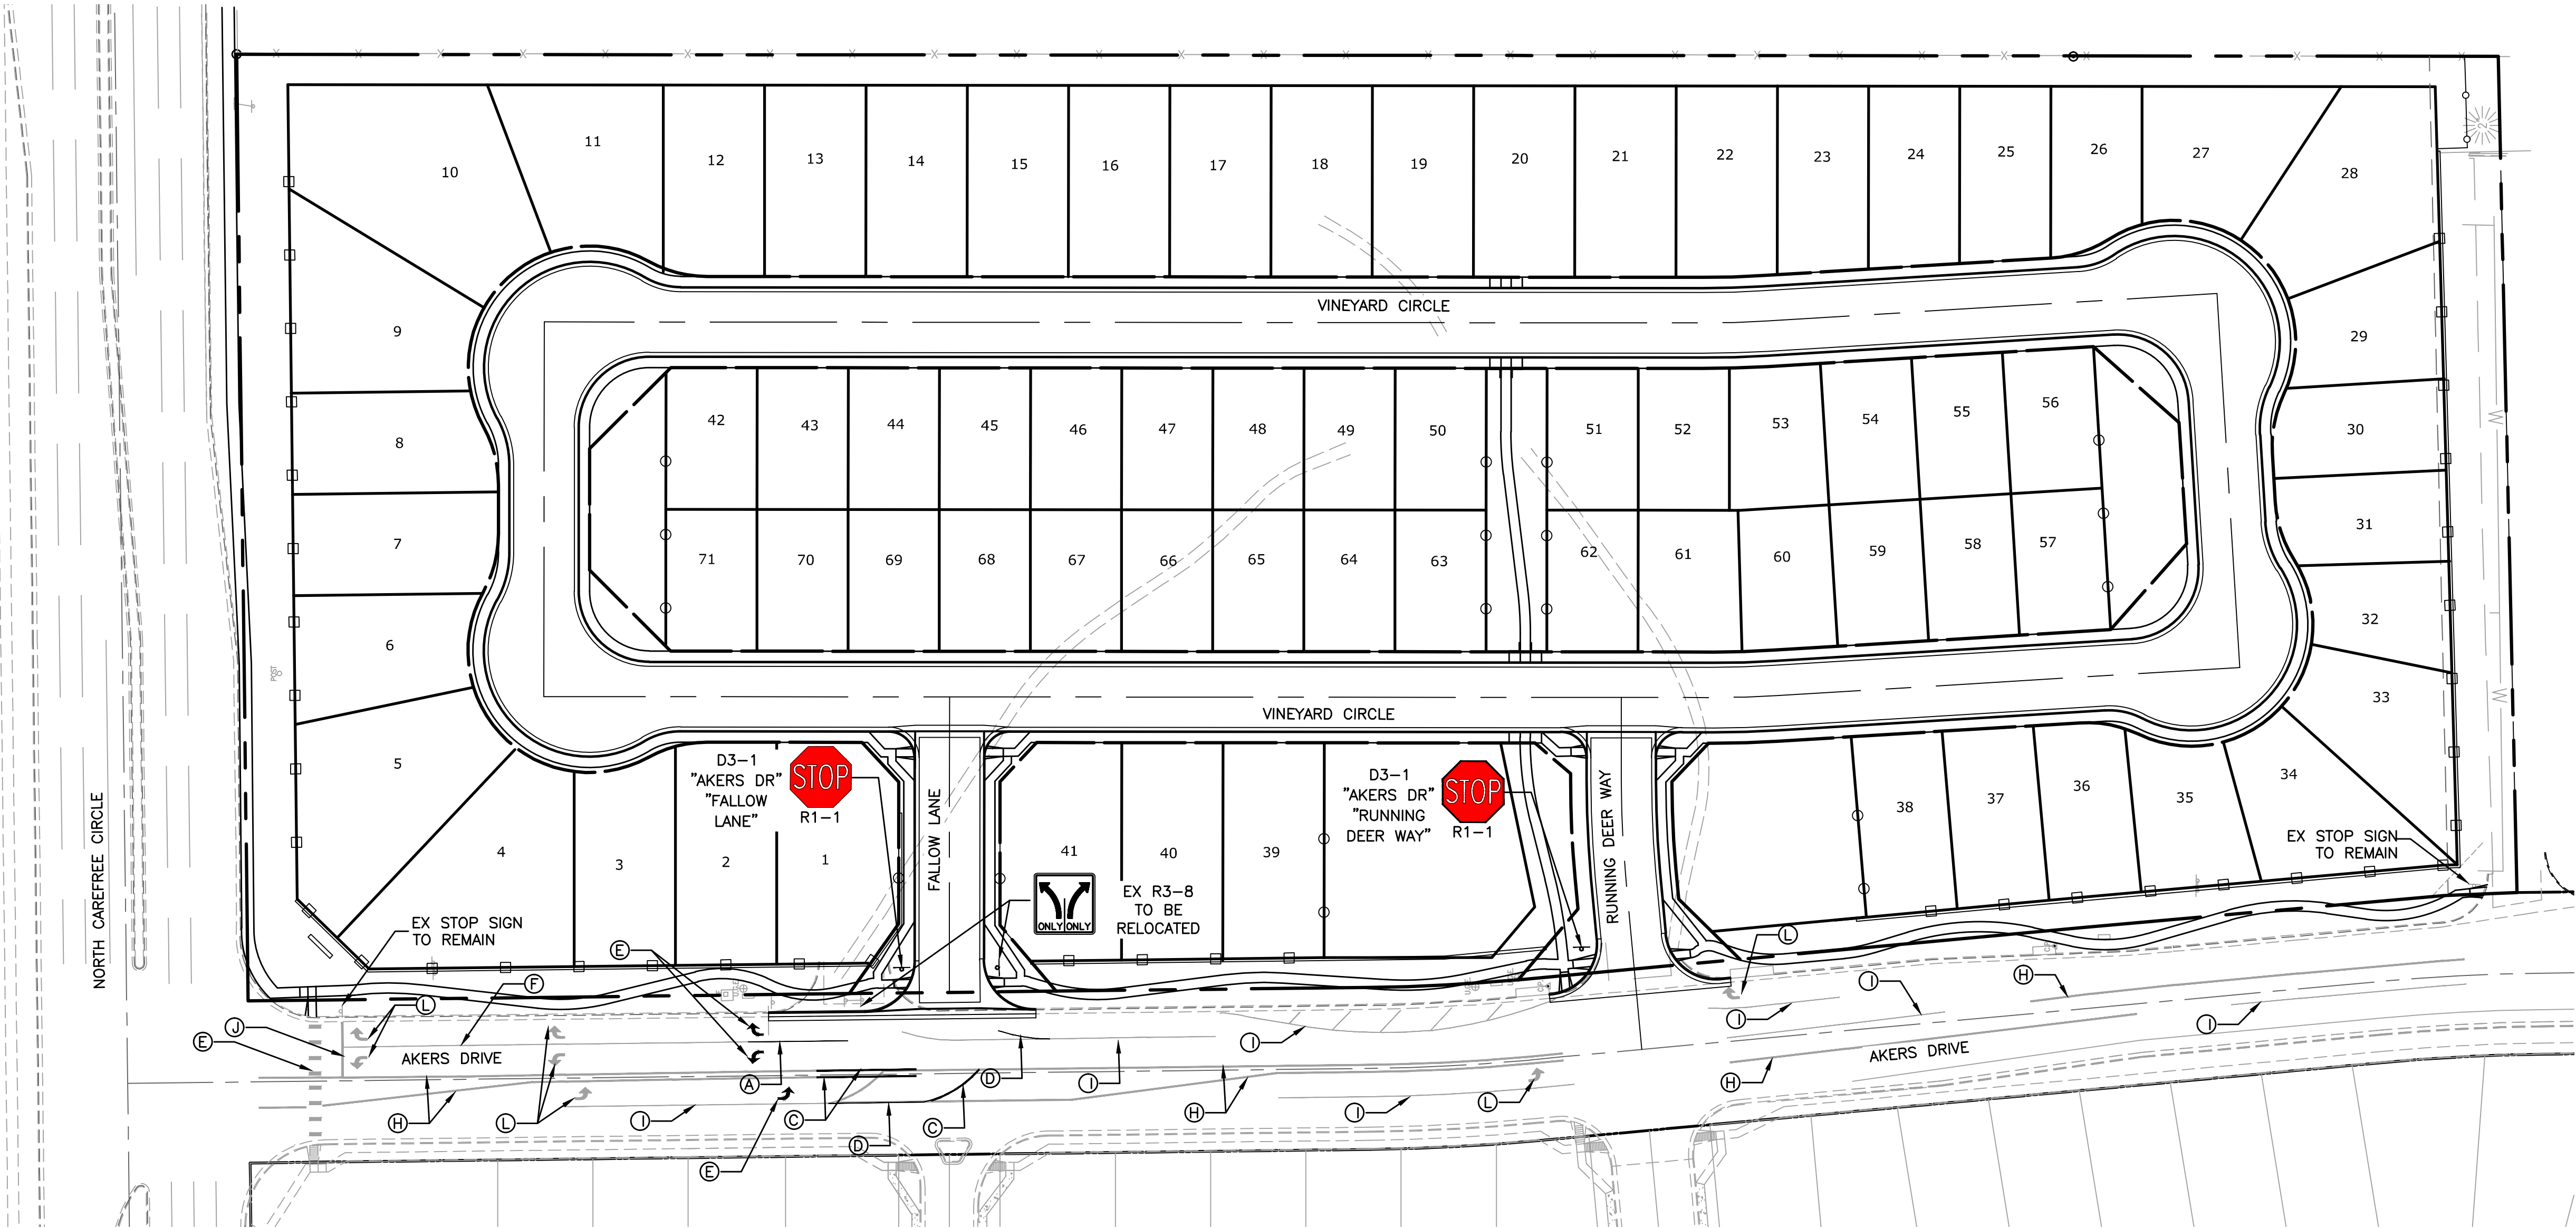 10
11
12
13
14
15
16
17
18
19
20
21
22
23
24
25
26
27
28
VINEYARD CIRCLE
9
29
8
42
43
44
45
46
47
48
49
50
51
52
53
54
55
56
30
7
71
70
69
68
67
66
65
64
63
62
61
60
59
58
57
31
6
32
POST
33
VINEYARD CIRCLE
5
D3-1
"AKERS DR"
"FALLOW
LANE"
STOP
R1-1
D3-1
"AKERS DR"
"RUNNING
DEER WAY"
STOP
R1-1
34
35
36
37
38
4
3
2
1
41
40
39
NORTH CAREFREE CIRCLE
FALLOW LANE
RUNNING DEER WAY
ONLY ONLY
EX R3-8
TO BE
RELOCATED
EX STOP SIGN
TO REMAIN
EX STOP SIGN
TO REMAIN
E
F
L
J
E
L
AKERS DRIVE
A
D
I
I
I
I
H
I
AKERS DRIVE
H
L
I
E
C
D
C
H
I
L
H
W
W